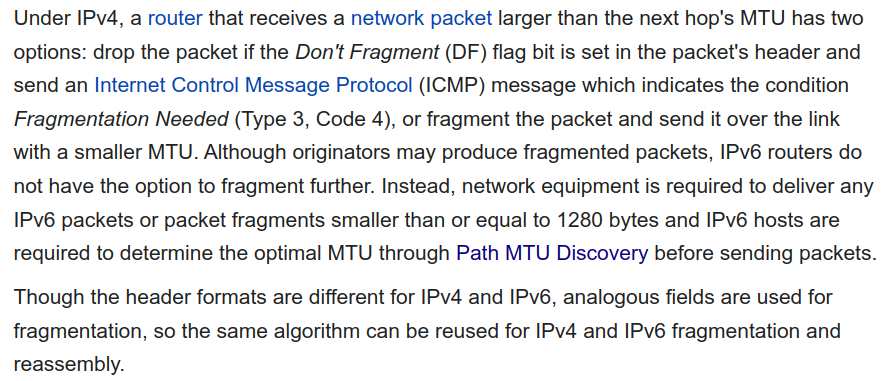 Under IPv4, a router that receives a network packet larger than the next hop's MTU has two
options: drop the packet if the Don't Fragment (DF) flag bit is set in the packet's header and
send an Internet Control Message Protocol (ICMP) message which indicates the condition
Fragmentation Needed (Type 3, Code 4), or fragment the packet and send it over the link
with a smaller MTU. Although originators may produce fragmented packets, IPv6 routers do
not have the option to fragment further. Instead, network equipment is required to deliver any
IPv6 packets or packet fragments smaller than or equal to 1280 bytes and IPv6 hosts are
required to determine the optimal MTU through Path MTU Discovery before sending packets.
Though the header formats are different for IPv4 and IPv6, analogous fields are used for
fragmentation, so the same algorithm can be reused for IPv4 and IPv6 fragmentation and
reassembly.